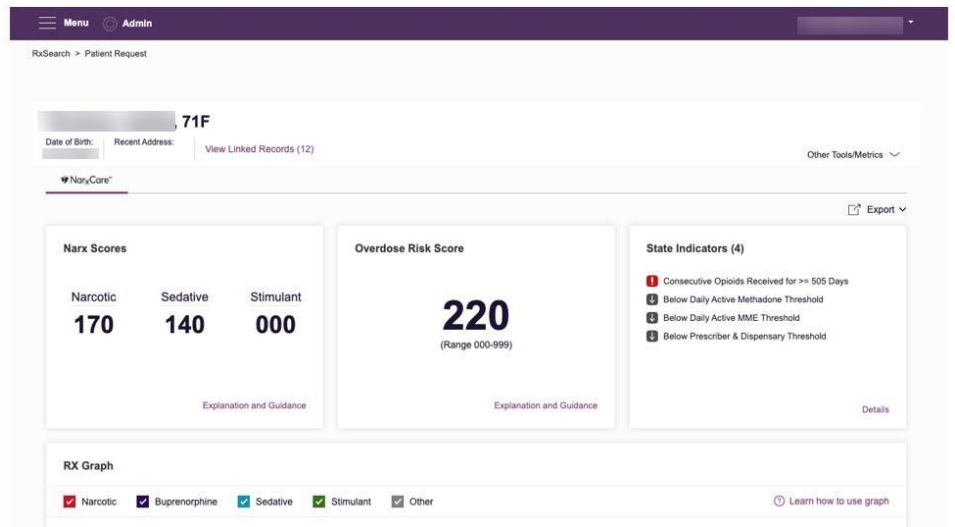 Menu Admin
RxSearch > Patient Request
, 71F
Date of Birth: Recent Address: View Linked Records (12)
Other Tools/Metrics
NarxCare™
Export
Narx Scores
Narcotic Sedative Stimulant
170 140 000
Explanation and Guidance
Overdose Risk Score
220
(Range 000-999)
Explanation and Guidance
State Indicators (4)
Consecutive Opioids Received for >= 505 Days
Below Daily Active Methadone Threshold
Below Daily Active MME Threshold
Below Prescriber & Dispensary Threshold
Details
RX Graph
Narcotic Buprenorphine Sedative Stimulant Other
Learn how to use graph